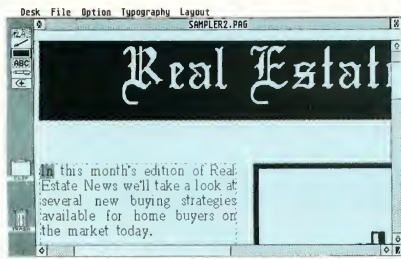 Desk File Option Typography Layout
SAMPLER2.PAG
ABC
Real Estate
In this month's edition of Real
Estate News we'll take a look at
several new buying strategies
available for home buyers on
the market today.